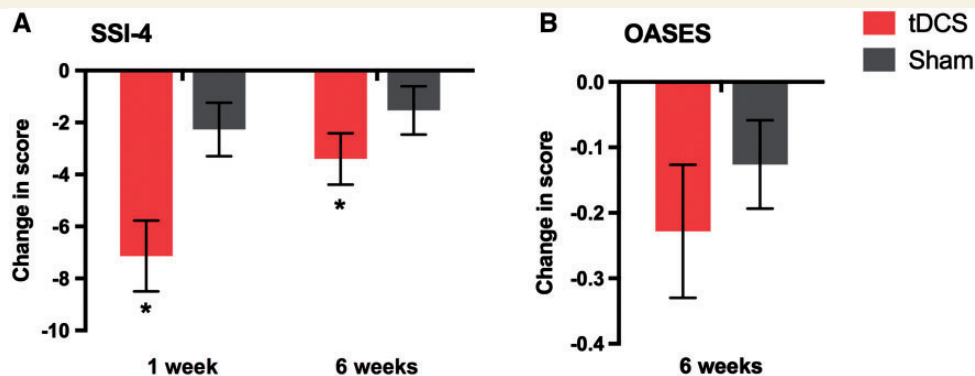 A
SSI-4
0
-2
-4
-6
-8
-10
Change in score
*
*
1 week
6 weeks
B
OASES
0.0
-0.1
-0.2
-0.3
-0.4
Change in score
6 weeks
tDCS
Sham